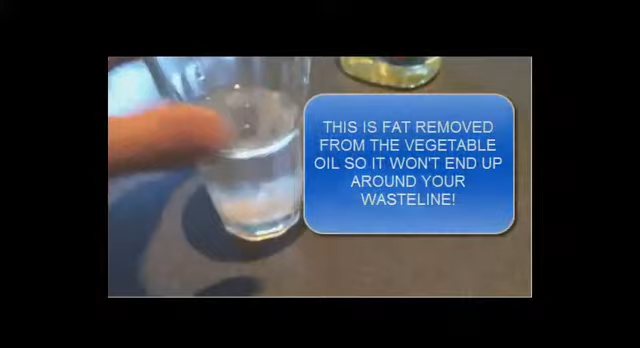 THIS IS FAT REMOVED
FROM THE VEGETABLE
OIL SO IT WON'T END UP
AROUND YOUR
WASTELINE!